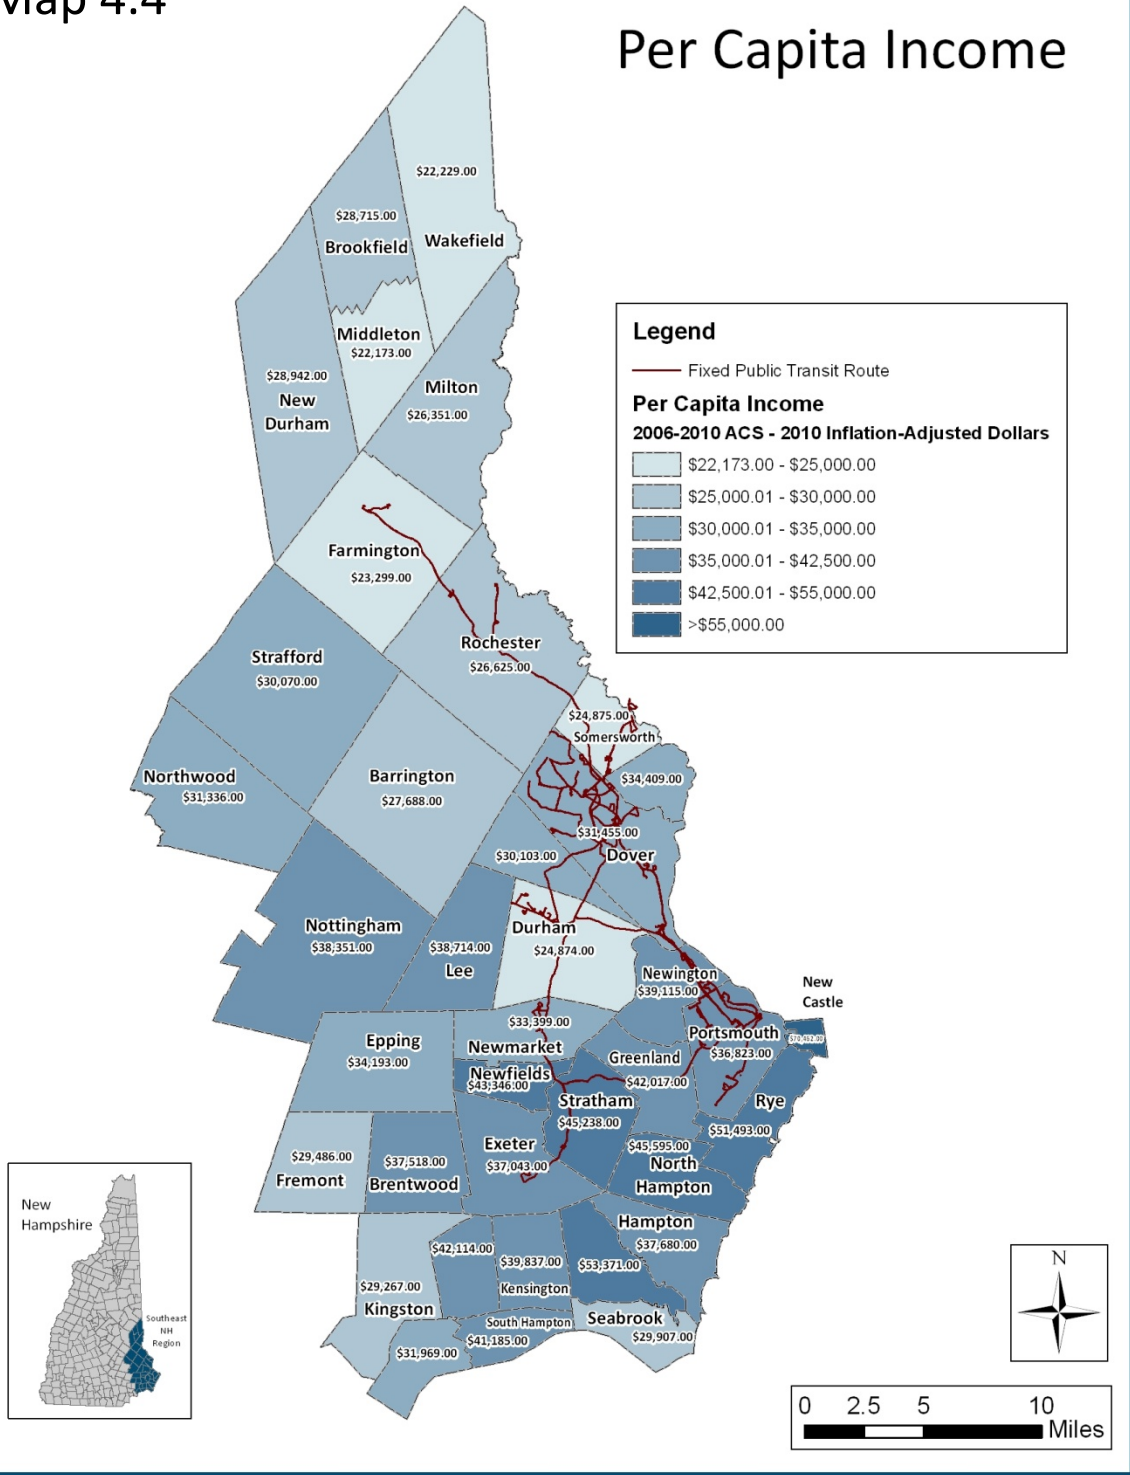 Map 4.4
Per Capita Income
$22,229.00
$28,715.00
Brookfield
Wakefield
Middleton
$22,173.00
$28,942.00
New
Durham
Milton
$26,351.00
Legend
Fixed Public Transit Route
Per Capita Income
2006-2010 ACS - 2010 Inflation-Adjusted Dollars
$22,173.00 - $25,000.00
$25,000.01 - $30,000.00
$30,000.01 - $35,000.00
$35,000.01 - $42,500.00
$42,500.01 - $55,000.00
>$55,000.00
Farmington
$23,299.00
Rochester
$26,625.00
Strafford
$30,070.00
$24,875.00
Somersworth
Northwood
$31,336.00
Barrington
$27,688.00
$34,409.00
$31,455.00
Dover
$30,103.00
Nottingham
$38,351.00
$38,714.00
Lee
Durham
$24,874.00
Newington
$39,115.00
New
Castle
$70,462.00
$33,399.00
Newmarket
Portsmouth
$36,823.00
Epping
$34,193.00
Greenland
$42,017.00
Newfields
$43,346.00
Stratham
$45,238.00
Rye
$51,493.00
Exeter
$37,043.00
$45,595.00
North
Hampton
$29,486.00
Fremont
$37,518.00
Brentwood
Hampton
$37,680.00
$42,114.00
$39,837.00
Kensington
$53,371.00
$29,267.00
Kingston
South Hampton
$41,185.00
Seabrook
$29,907.00
$31,969.00
New
Hampshire
Southeast
NH
Region
N
0 2.5 5 10
Miles